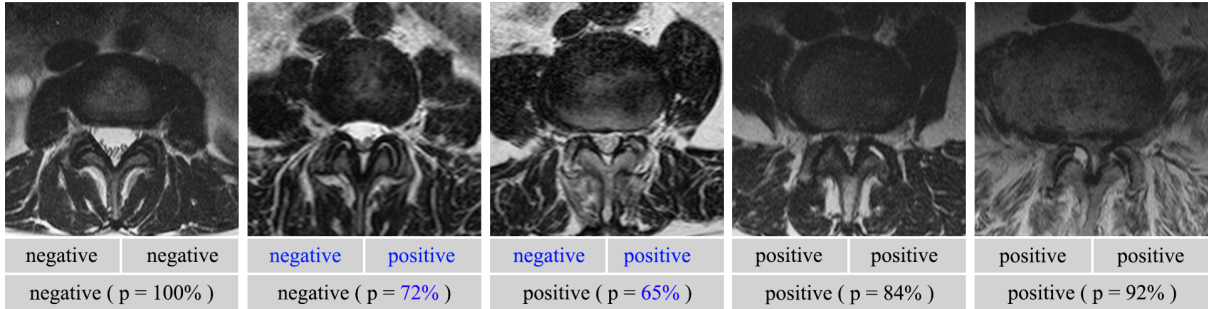 negative negative negative positive negative positive positive positive positive positive
negative ( p = 100% ) negative ( p = 72% ) positive ( p = 65% ) positive ( p = 84% ) positive ( p = 92% )